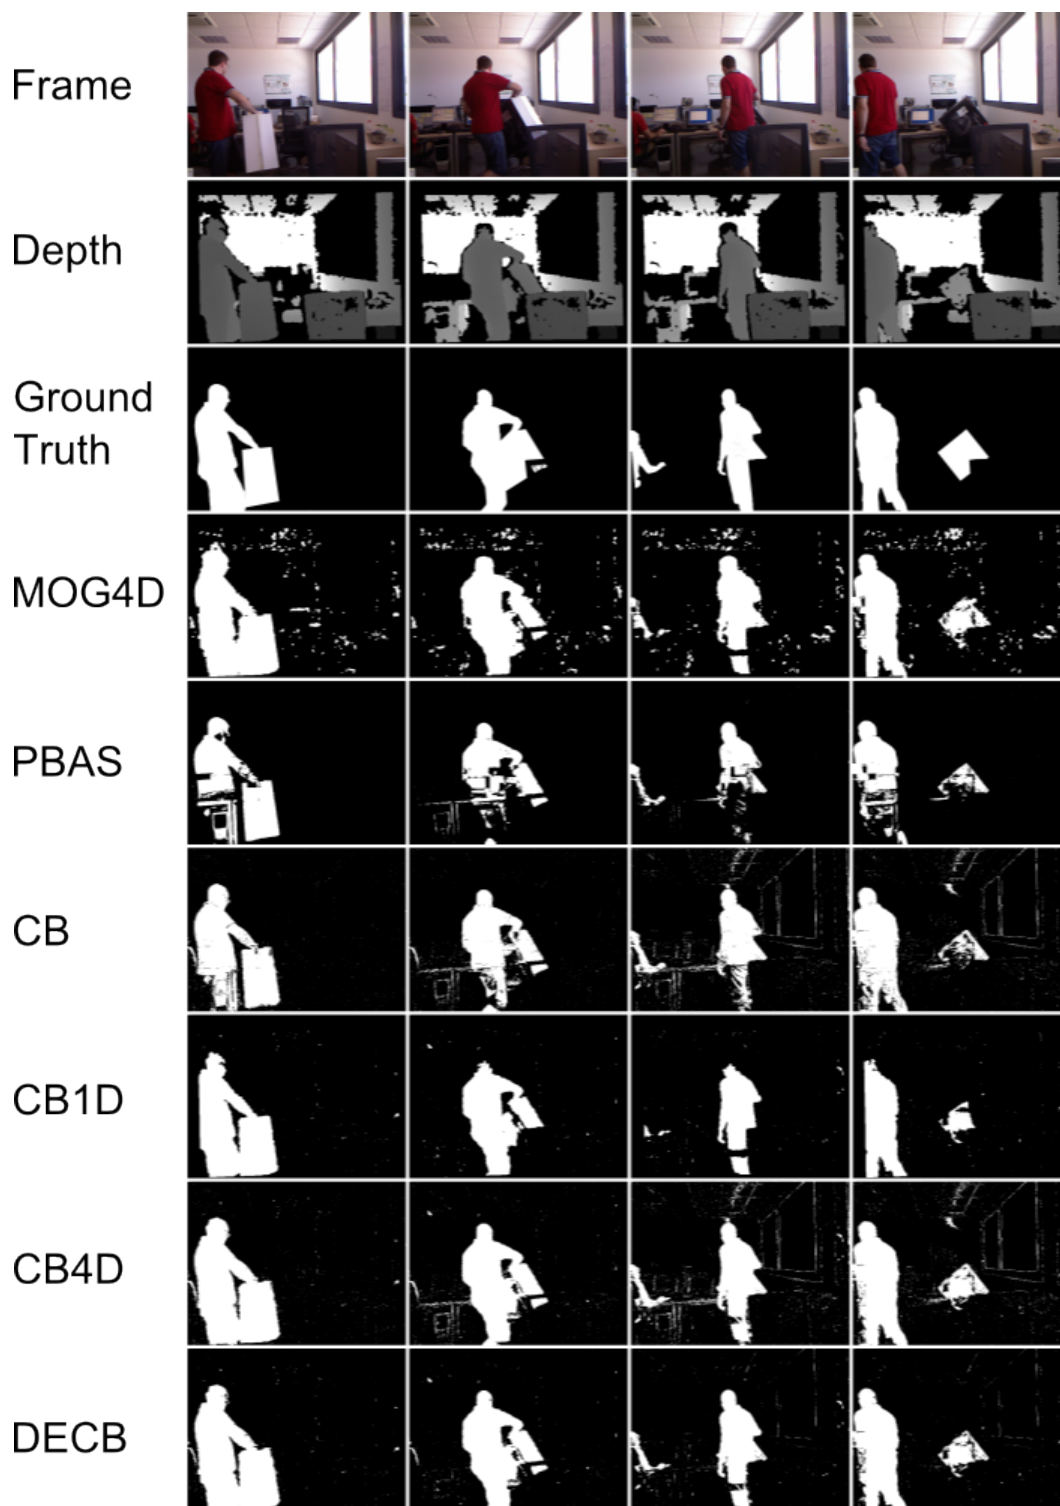 Frame
Depth
Ground
Truth
MOG4D
PBAS
CB
CB1D
CB4D
DECB